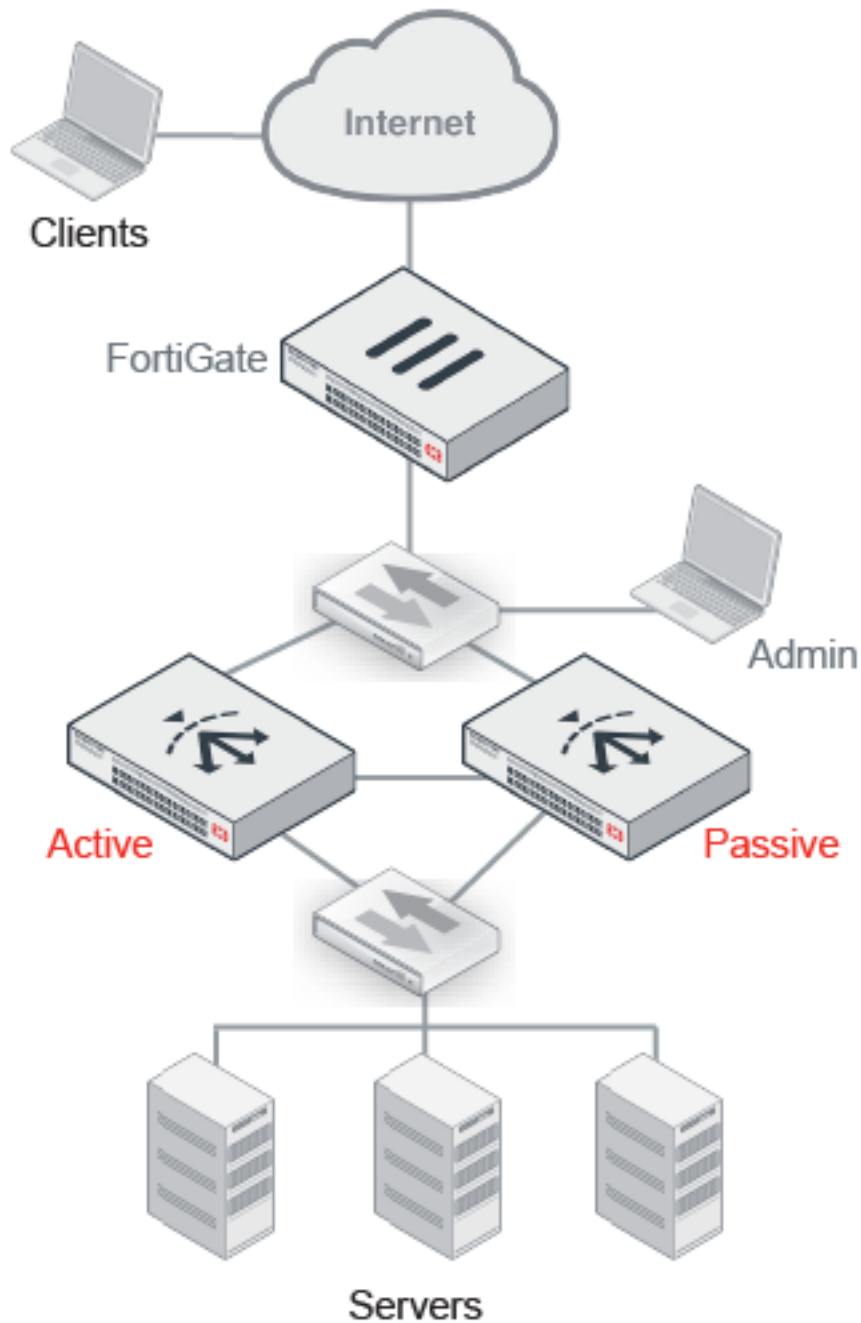 Internet
Clients
FortiGate
Admin
Active
Passive
Servers